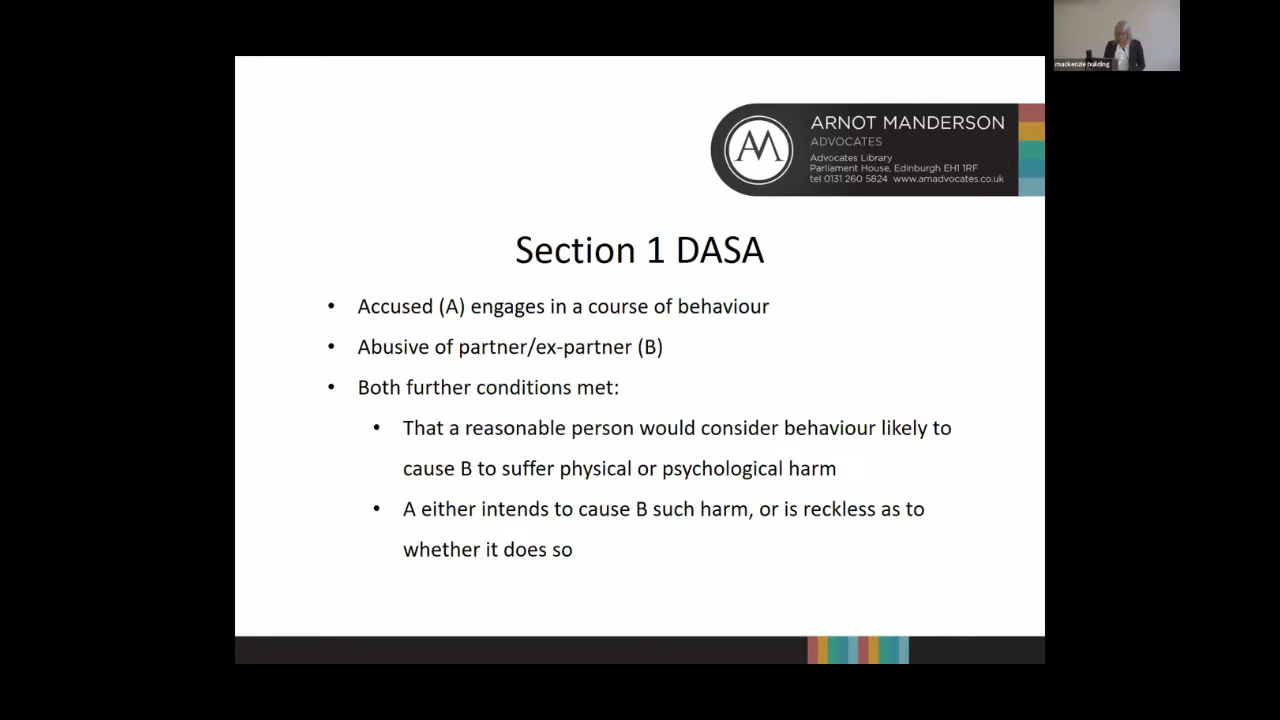 mackenzie building
AM
ARNOT MANDERSON
ADVOCATES
Advocates Library
Parliament House, Edinburgh EH1 1RF
tel 0131 260 5824 www.amadvocates.co.uk
Section 1 DASA
• Accused (A) engages in a course of behaviour
• Abusive of partner/ex-partner (B)
• Both further conditions met:
• That a reasonable person would consider behaviour likely to
cause B to suffer physical or psychological harm
• A either intends to cause B such harm, or is reckless as to
whether it does so